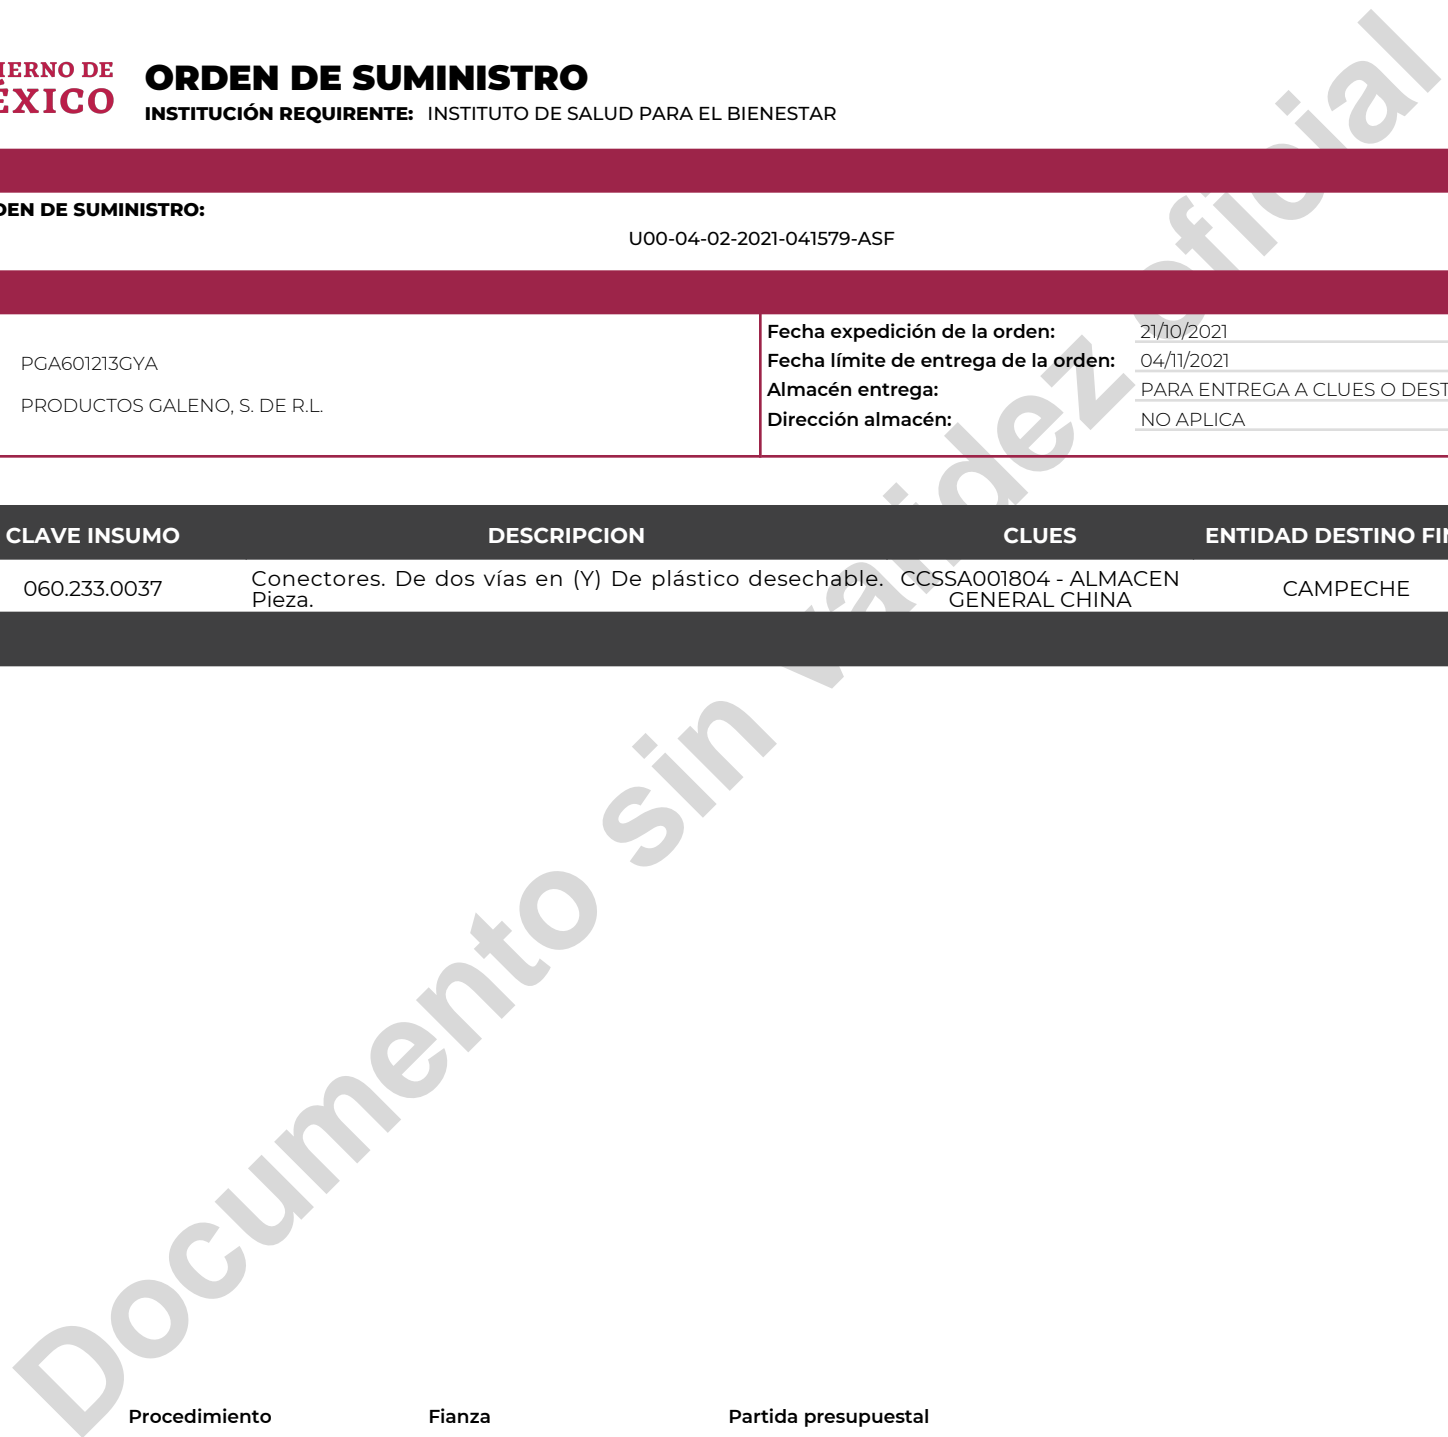 IERNO DE
ÉXICO
ORDEN DE SUMINISTRO
INSTITUCIÓN REQUIRENTE: INSTITUTO DE SALUD PARA EL BIENESTAR
DEN DE SUMINISTRO:
U00-04-02-2021-041579-ASF
PGA601213GYA
PRODUCTOS GALENO, S. DE R.L.
Fecha expedición de la orden: 21/10/2021
Fecha límite de entrega de la orden: 04/11/2021
Almacén entrega: PARA ENTREGA A CLUES O DEST
Dirección almacén: NO APLICA
CLAVE INSUMO DESCRIPCION CLUES ENTIDAD DESTINO FIN
060.233.0037 Conectores. De dos vías en (Y) De plástico desechable. CCSSA001804 - ALMACEN CAMPECHE
Pieza. GENERAL CHINA
Documento sin validez oficial
Procedimiento Fianza Partida presupuestal